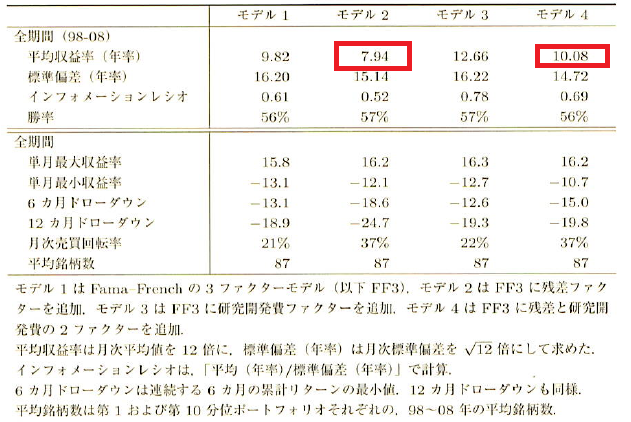 モデル 1 モデル 2 モデル 3 モデル 4
全期間 (98-08)
平均収益率 (年率) 9.82 7.94 12.66 10.08
標準偏差 (年率) 16.20 15.14 16.22 14.72
インフォメーションレシオ 0.61 0.52 0.78 0.69
勝率 56% 57% 57% 56%
全期間
単月最大収益率 15.8 16.2 16.3 16.2
単月最小収益率 −13.1 −12.1 −12.7 −10.7
6 カ月ドローダウン −13.1 −18.6 −12.6 −15.0
12 カ月ドローダウン −18.9 −24.7 −19.3 −19.8
月次売買回転率 21% 37% 22% 37%
平均銘柄数 87 87 87 87
モデル 1 は Fama–French の 3 ファクターモデル (以下 FF3). モデル 2 は FF3 に残差ファク
ターを追加. モデル 3 は FF3 に研究開発費ファクターを追加. モデル 4 は FF3 に残差と研究開
発費の 2 ファクターを追加.
平均収益率は月次平均値を 12 倍に, 標準偏差 (年率) は月次標準偏差を √12 倍にして求めた.
インフォメーションレシオは,「平均 (年率)/標準偏差 (年率)」で計算.
6 カ月ドローダウンは連続する 6 カ月の累計リターンの最小値. 12 カ月ドローダウンも同様.
平均銘柄数は第 1 および第 10 分位ポートフォリオそれぞれの, 98〜08 年の平均銘柄数.